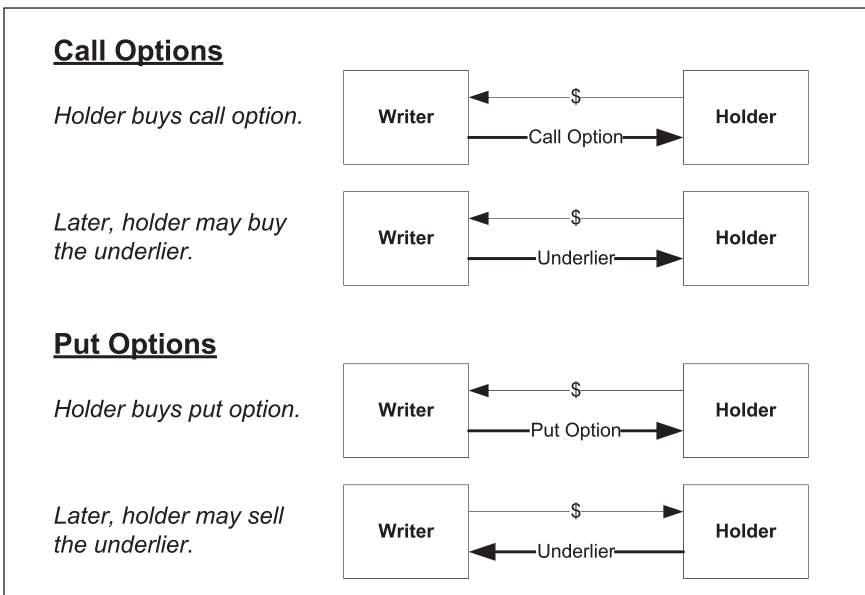 Call Options
Holder buys call option.
Writer
$
Call Option
Holder
Later, holder may buy
the underlier.
Writer
$
Underlier
Holder
Put Options
Holder buys put option.
Writer
$
Put Option
Holder
Later, holder may sell
the underlier.
Writer
$
Underlier
Holder